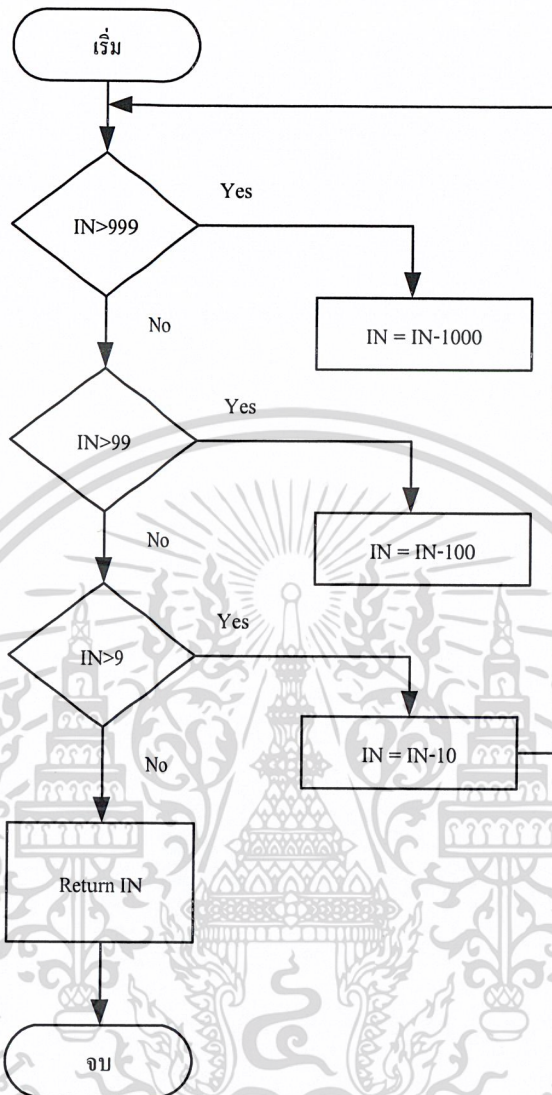 เริ่ม
IN>999
Yes
IN = IN-1000
No
IN>99
Yes
IN = IN-100
No
IN>9
Yes
IN = IN-10
No
Return IN
จบ